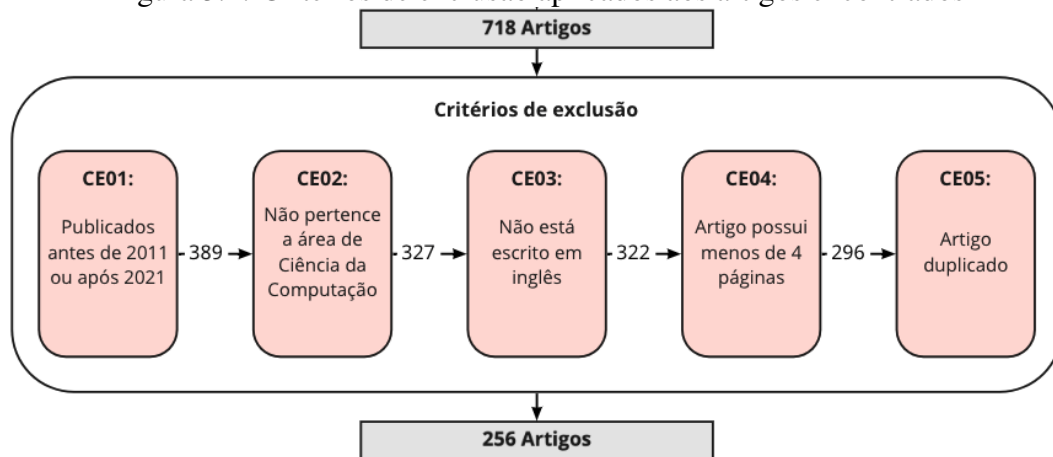 718 Artigos
Critérios de exclusão
CE01:
Publicados
antes de 2011
ou após 2021
389
CE02:
Não pertence
a área de
Ciência da
Computação
327
CE03:
Não está
escrito em
inglês
322
CE04:
Artigo possui
menos de 4
páginas
296
CE05:
Artigo
duplicado
256 Artigos